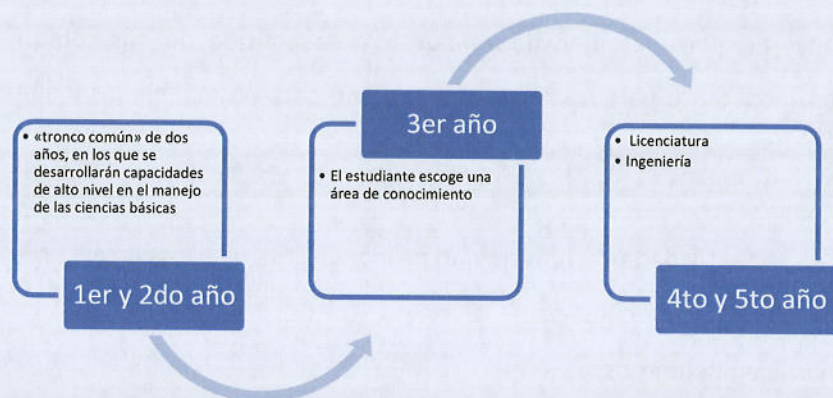 • «tronco común» de dos
años, en los que se
desarrollarán capacidades
de alto nivel en el manejo
de las ciencias básicas
1er y 2do año
3er año
• El estudiante escoge una
área de conocimiento
• Licenciatura
• Ingeniería
4to y 5to año